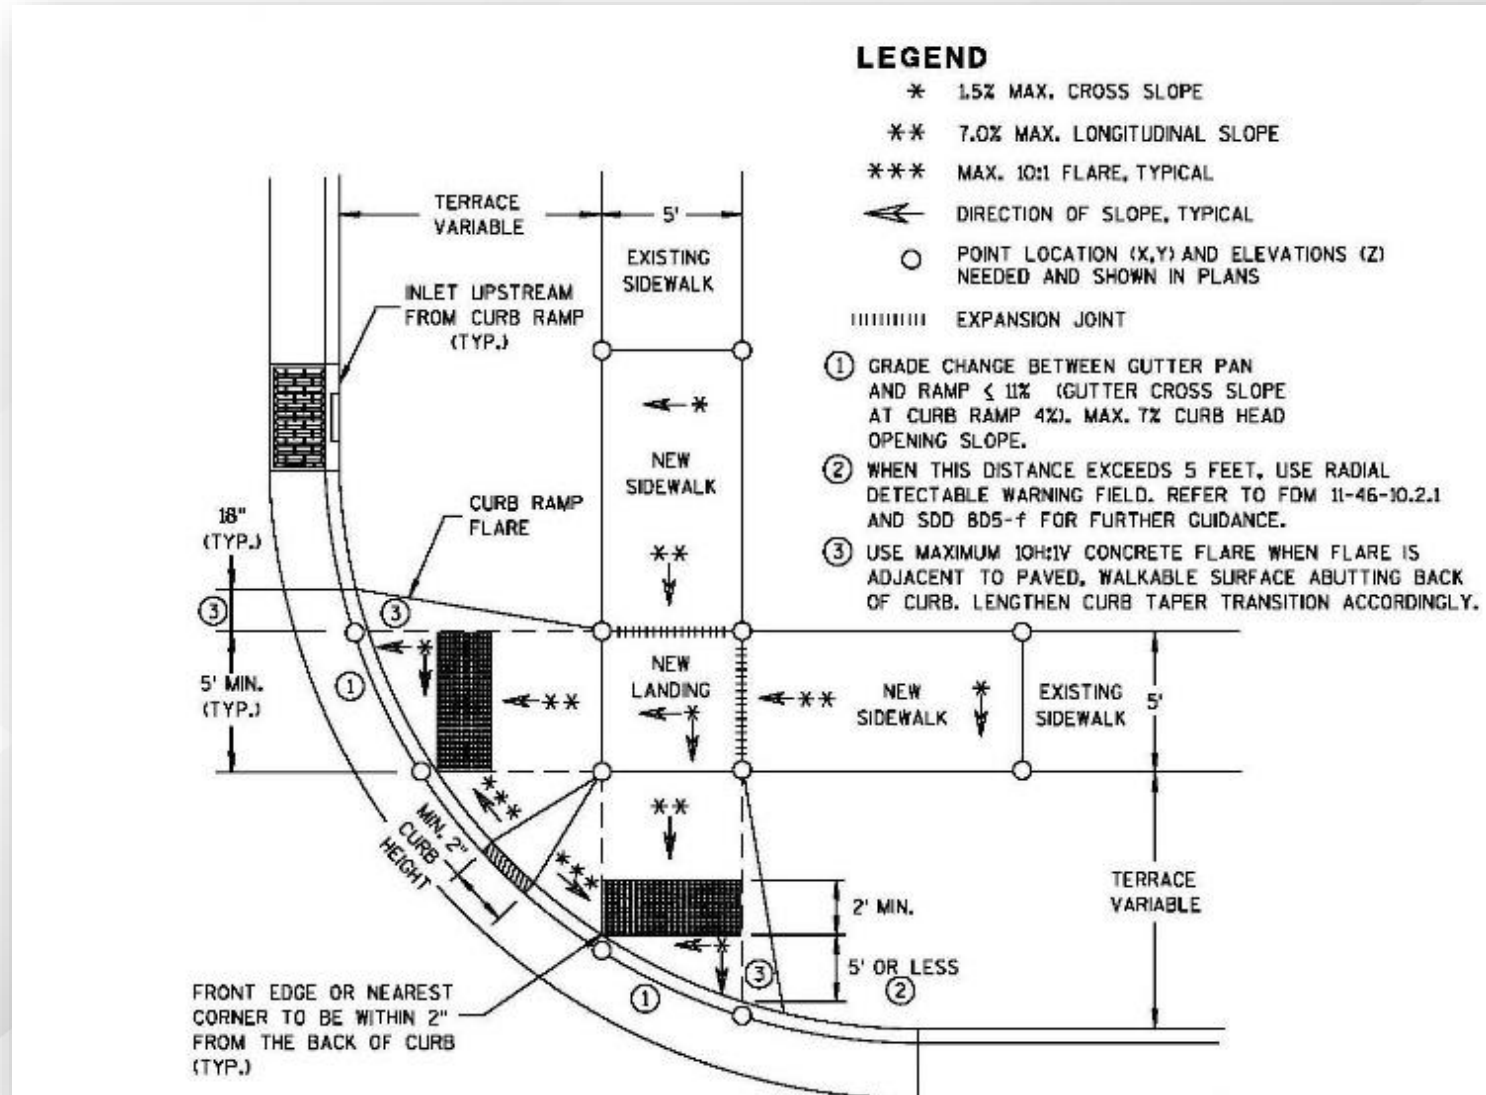 LEGEND
* 1.5% MAX. CROSS SLOPE
** 7.0% MAX. LONGITUDINAL SLOPE
*** MAX. 10:1 FLARE, TYPICAL
DIRECTION OF SLOPE, TYPICAL
POINT LOCATION (X,Y) AND ELEVATIONS (Z)
NEEDED AND SHOWN IN PLANS
EXPANSION JOINT
1 GRADE CHANGE BETWEEN GUTTER PAN
AND RAMP ≤ 11% (GUTTER CROSS SLOPE
AT CURB RAMP 4%). MAX. 7% CURB HEAD
OPENING SLOPE.
2 WHEN THIS DISTANCE EXCEEDS 5 FEET, USE RADIAL
DETECTABLE WARNING FIELD. REFER TO FDM 11-46-10.2.1
AND SDD 8D5-f FOR FURTHER GUIDANCE.
3 USE MAXIMUM 10H:1V CONCRETE FLARE WHEN FLARE IS
ADJACENT TO PAVED, WALKABLE SURFACE ABUTTING BACK
OF CURB. LENGTHEN CURB TAPER TRANSITION ACCORDINGLY.
TERRACE
VARIABLE
5'
EXISTING
SIDEWALK
INLET UPSTREAM
FROM CURB RAMP
(TYP.)
*
NEW
SIDEWALK
CURB RAMP
FLARE
18"
(TYP.)
**
3
3
*
5' MIN.
(TYP.)
1
**
NEW
LANDING
*
**
NEW
SIDEWALK
*
EXISTING
SIDEWALK
5'
***
MIN. 2"
CURB
HEIGHT
***
**
2' MIN.
TERRACE
VARIABLE
*
3
5' OR LESS
2
1
FRONT EDGE OR NEAREST
CORNER TO BE WITHIN 2"
FROM THE BACK OF CURB
(TYP.)